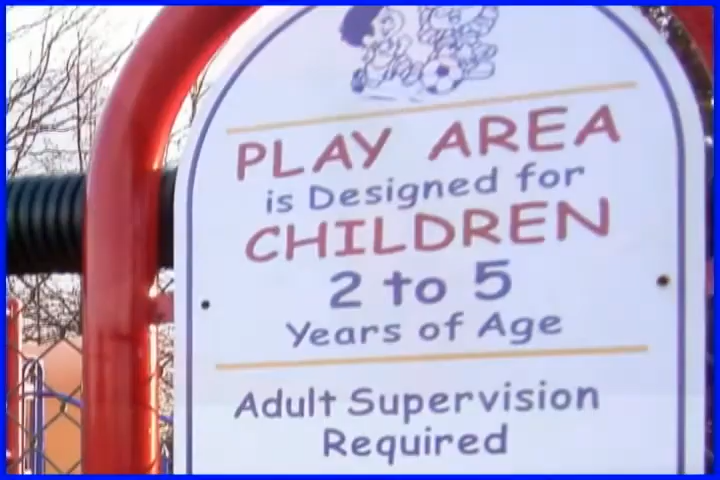 PLAY AREA
is Designed for
CHILDREN
2 to 5
Years of Age
Adult Supervision
Required